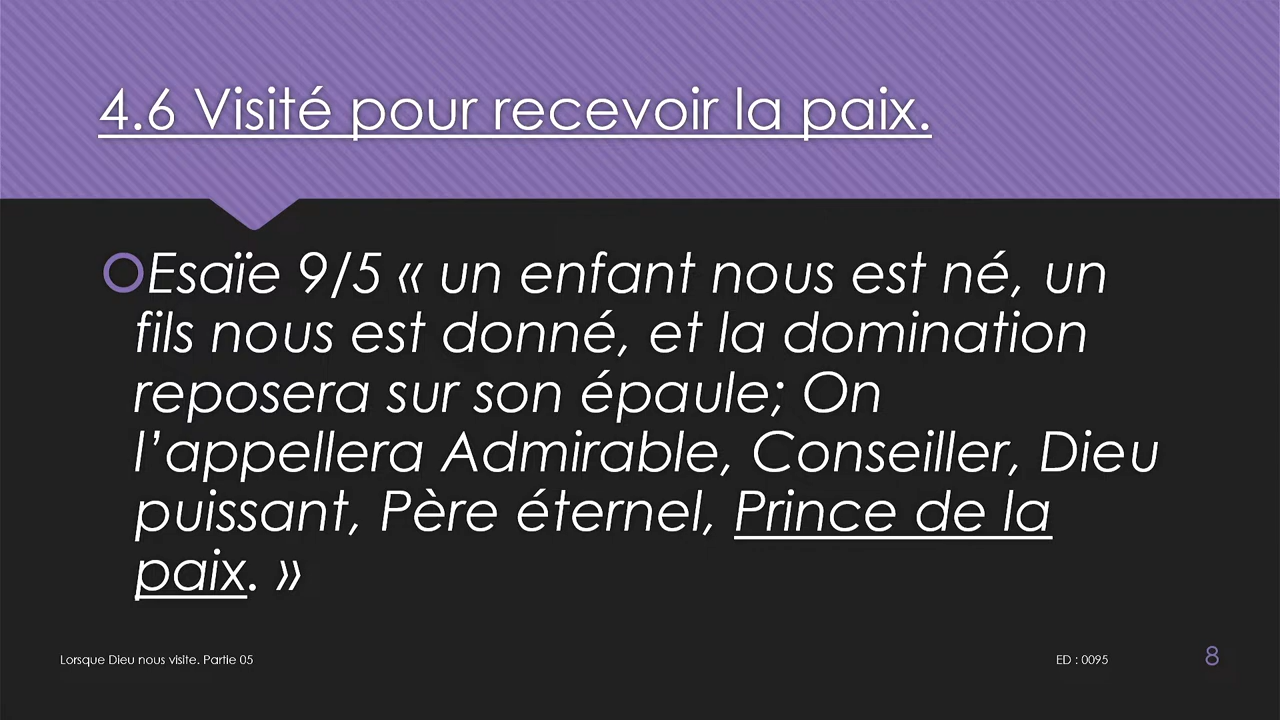 4.6 Visité pour recevoir la paix.
Esaïe 9/5 « un enfant nous est né, un
fils nous est donné, et la domination
reposera sur son épaule; On
l’appellera Admirable, Conseiller, Dieu
puissant, Père éternel, Prince de la
paix. »
Lorsque Dieu nous visite. Partie 05
ED : 0095
8